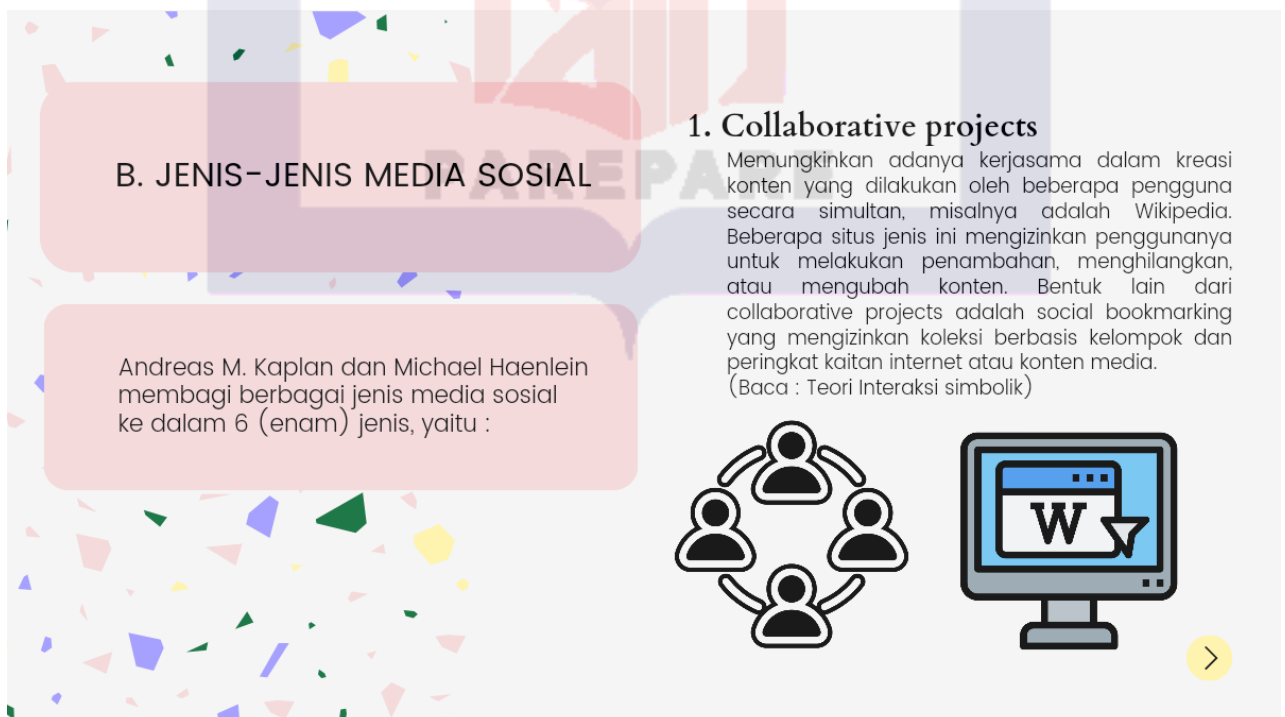 B. JENIS-JENIS MEDIA SOSIAL
Andreas M. Kaplan dan Michael Haenlein
membagi berbagai jenis media sosial
ke dalam 6 (enam) jenis, yaitu :
1. Collaborative projects
Memungkinkan adanya kerjasama dalam kreasi
konten yang dilakukan oleh beberapa pengguna
secara simultan, misalnya adalah Wikipedia.
Beberapa situs jenis ini mengizinkan penggunanya
untuk melakukan penambahan, menghilangkan,
atau mengubah konten. Bentuk lain dari
collaborative projects adalah social bookmarking
yang mengizinkan koleksi berbasis kelompok dan
peringkat kaitan internet atau konten media.
(Baca : Teori Interaksi simbolik)
W
PAREPARE